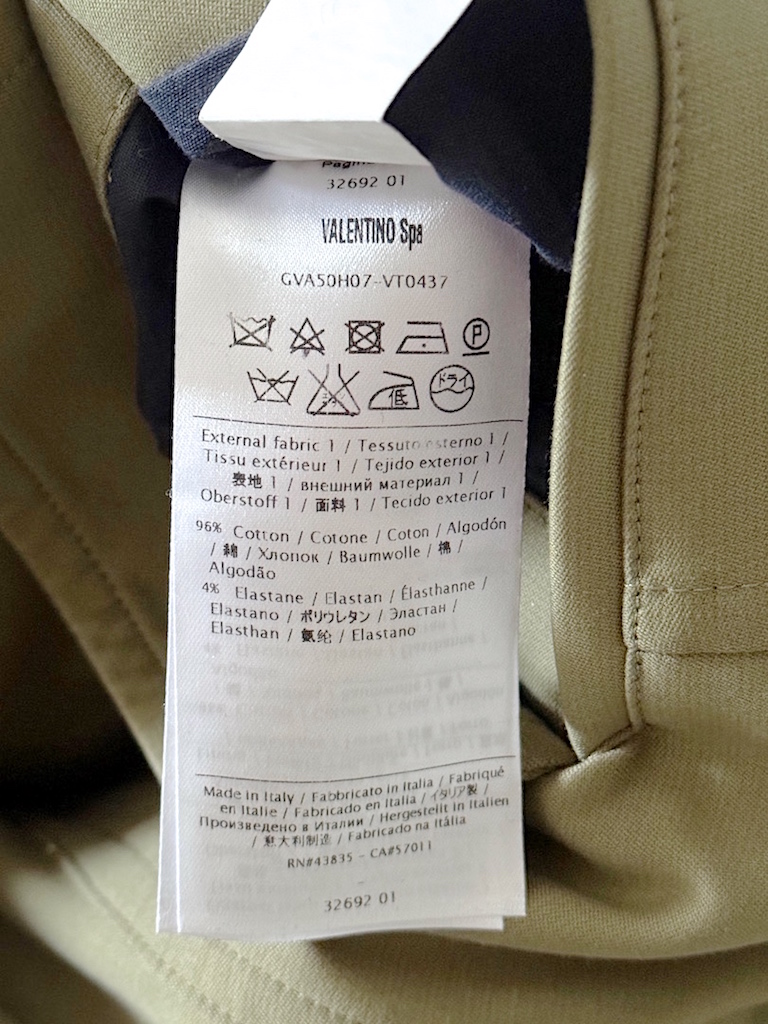 32692 01
VALENTINO Spa
GVA50H07-VT0437
P
低 ドライ
External fabric 1 / Tessuto esterno 1 /
Tissu extérieur 1 / Tejido exterior 1 /
表地 1 / внешний материал 1 /
Oberstoff 1 / 面料 1 / Tecido exterior 1
96% Cotton / Cotone / Coton / Algodón
/ 綿 / Хлопок / Baumwolle / 棉 /
Algodão
4% Elastane / Elastan / Élasthanne /
Elastano / ポリウレタン / Эластан /
Elasthan / 氨纶 / Elastano
Made in Italy / Fabbricato in Italia / Fabriqué
en Italie / Fabricado en Italia / イタリア製 /
Произведено в Италии / Hergestellt in Italien
/ 意大利制造 / Fabricado na Itália
RN#43835 - CA#57011
-
32692 01